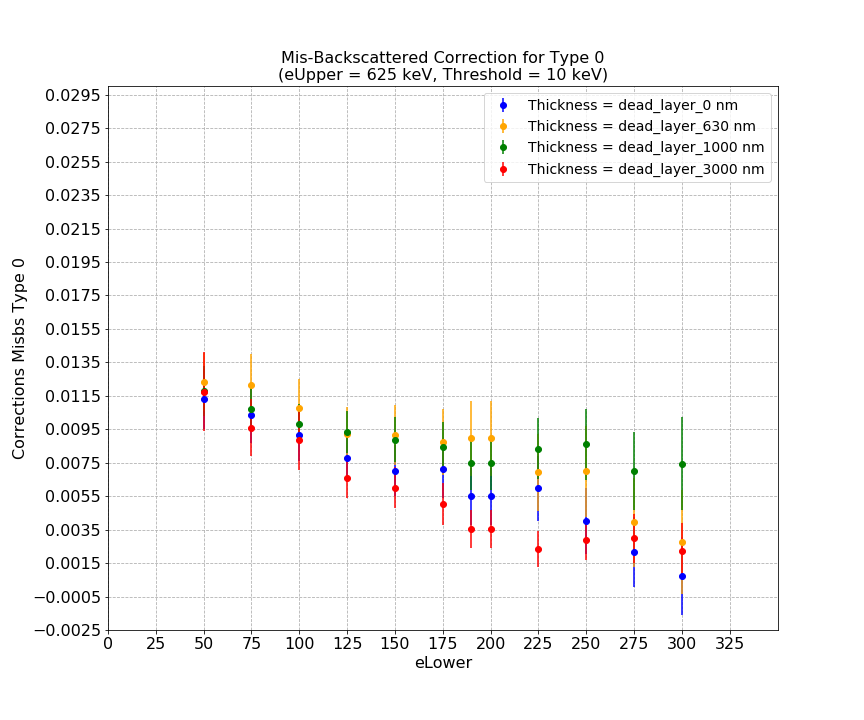 Mis-Backscattered Correction for Type 0
(eUpper = 625 keV, Threshold = 10 keV)
Thickness = dead_layer_0 nm
Thickness = dead_layer_630 nm
Thickness = dead_layer_1000 nm
Thickness = dead_layer_3000 nm
Corrections Misbs Type 0
0.0295
0.0275
0.0255
0.0235
0.0215
0.0195
0.0175
0.0155
0.0135
0.0115
0.0095
0.0075
0.0055
0.0035
0.0015
−0.0005
−0.0025
0 25 50 75 100 125 150 175 200 225 250 275 300 325
eLower